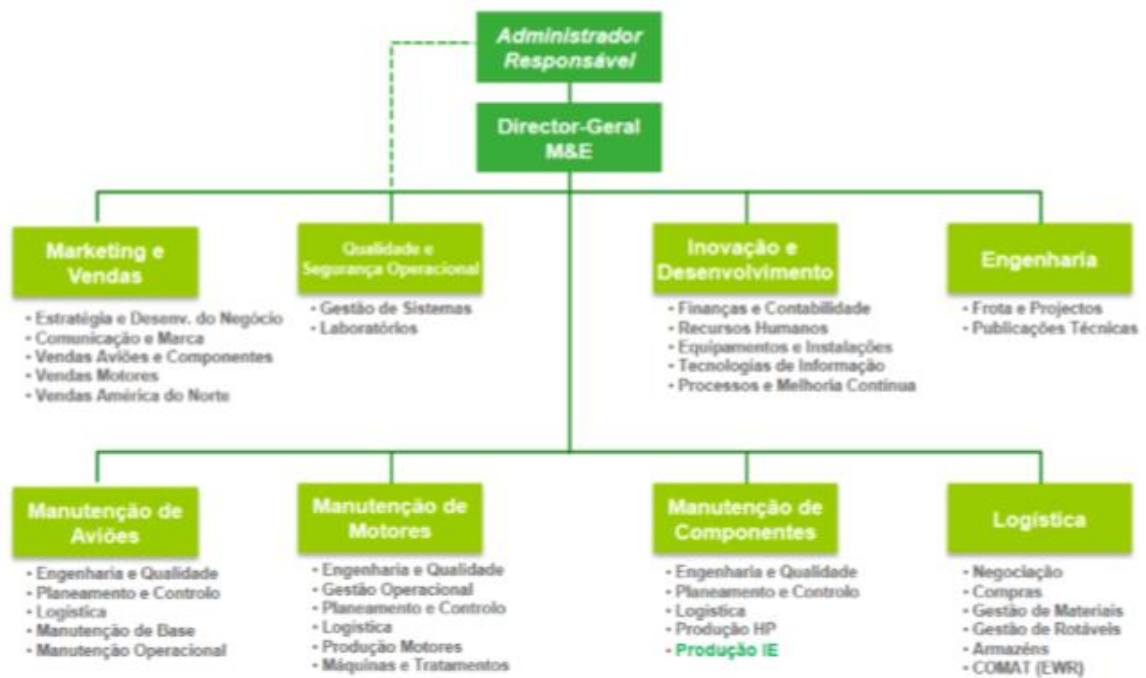 Administrador
Responsável
Director-Geral
M&E
Marketing e
Vendas
• Estratégia e Desenv. do Negócio
• Comunicação e Marca
• Vendas Aviões e Componentes
• Vendas Motores
• Vendas América do Norte
Qualidade e
Segurança Operacional
• Gestão de Sistemas
• Laboratórios
Inovação e
Desenvolvimento
• Finanças e Contabilidade
• Recursos Humanos
• Equipamentos e Instalações
• Tecnologias de Informação
• Processos e Melhoria Contínua
Engenharia
• Frota e Projectos
• Publicações Técnicas
Manutenção de
Aviões
• Engenharia e Qualidade
• Planeamento e Controlo
• Logística
• Manutenção de Base
• Manutenção Operacional
Manutenção de
Motores
• Engenharia e Qualidade
• Gestão Operacional
• Planeamento e Controlo
• Logística
• Produção Motores
• Máquinas e Tratamentos
Manutenção de
Componentes
• Engenharia e Qualidade
• Planeamento e Controlo
• Logística
• Produção HP
• Produção IE
Logística
• Negociação
• Compras
• Gestão de Materiais
• Gestão de Rotáveis
• Armazéns
• COMAT (EWR)